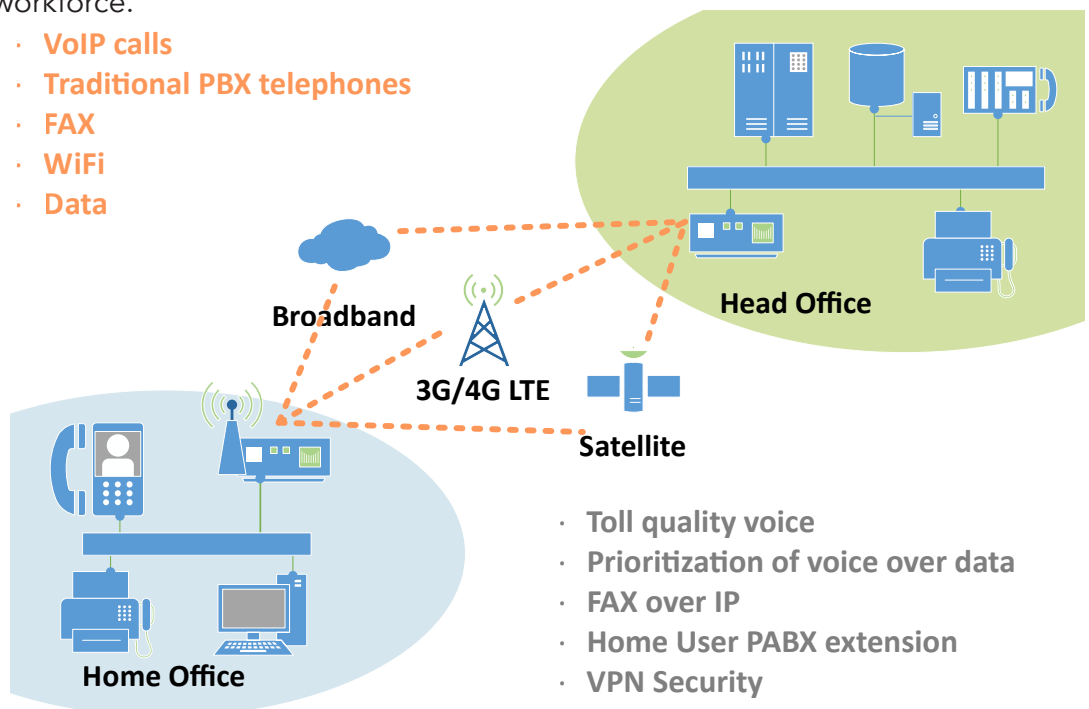 workforce.
· VoIP calls
· Traditional PBX telephones
· FAX
· WiFi
· Data
Broadband
Head Office
3G/4G LTE
Satellite
Home Office
· Toll quality voice
· Prioritization of voice over data
· FAX over IP
· Home User PABX extension
· VPN Security